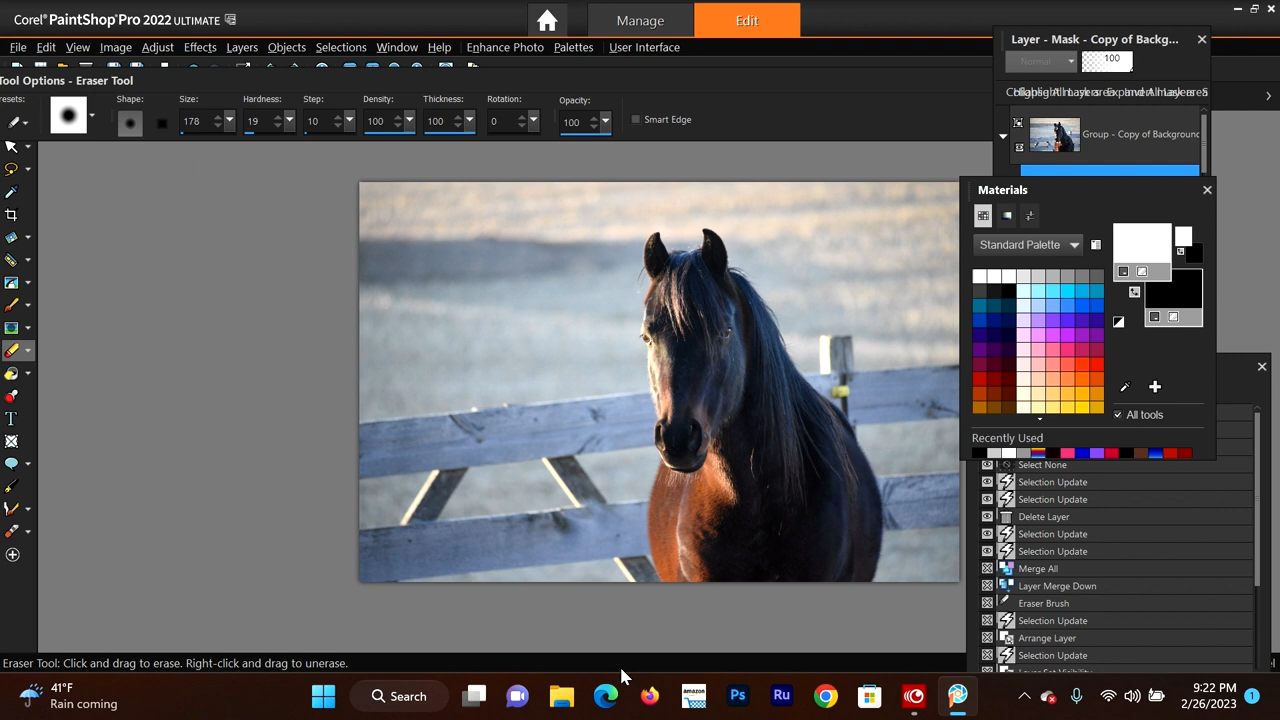 Corel® PaintShop® Pro 2022 ULTIMATE
Manage
Edit
File Edit View Image Adjust Effects Layers Objects Selections Window Help Enhance Photo Palettes User Interface
Layer - Mask - Copy of Backg...
Normal
100
Tool Options - Eraser Tool
resets:
Shape:
Size:
Hardness:
Step:
Density:
Thickness:
Rotation:
Opacity:
178
19
10
100
100
0
100
Smart Edge
Group - Copy of Background
Materials
Standard Palette
All tools
Recently Used
Select None
Selection Update
Selection Update
Delete Layer
Selection Update
Selection Update
Merge All
Layer Merge Down
Eraser Brush
Selection Update
Arrange Layer
Selection Update
Eraser Tool: Click and drag to erase. Right-click and drag to unerase.
41°F
Rain coming
Search
amazon
Ps
Ru
9:22 PM
2/26/2023
1